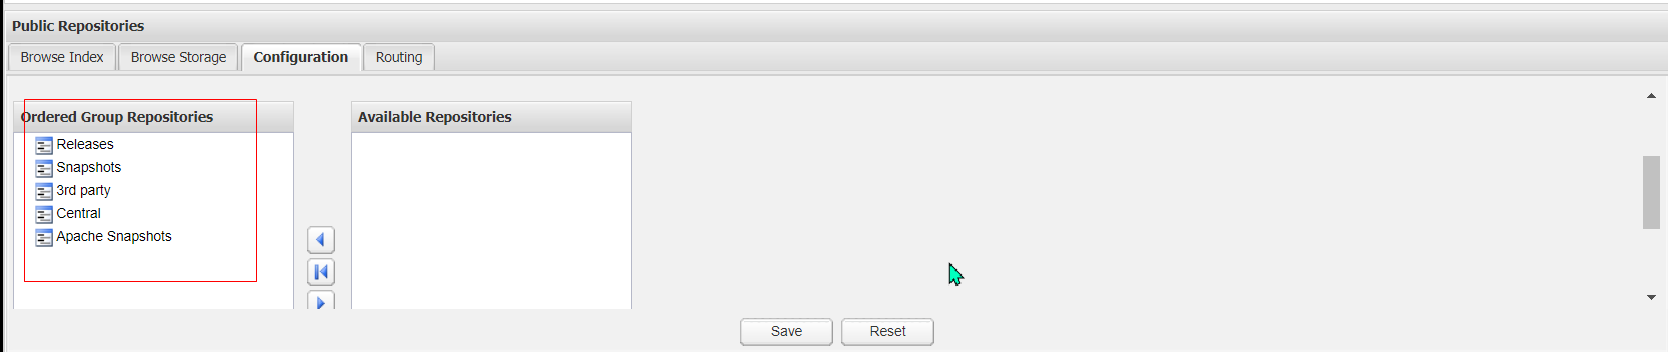 Public Repositories
Browse Index Browse Storage Configuration Routing
Ordered Group Repositories
Releases
Snapshots
3rd party
Central
Apache Snapshots
Available Repositories
Save Reset